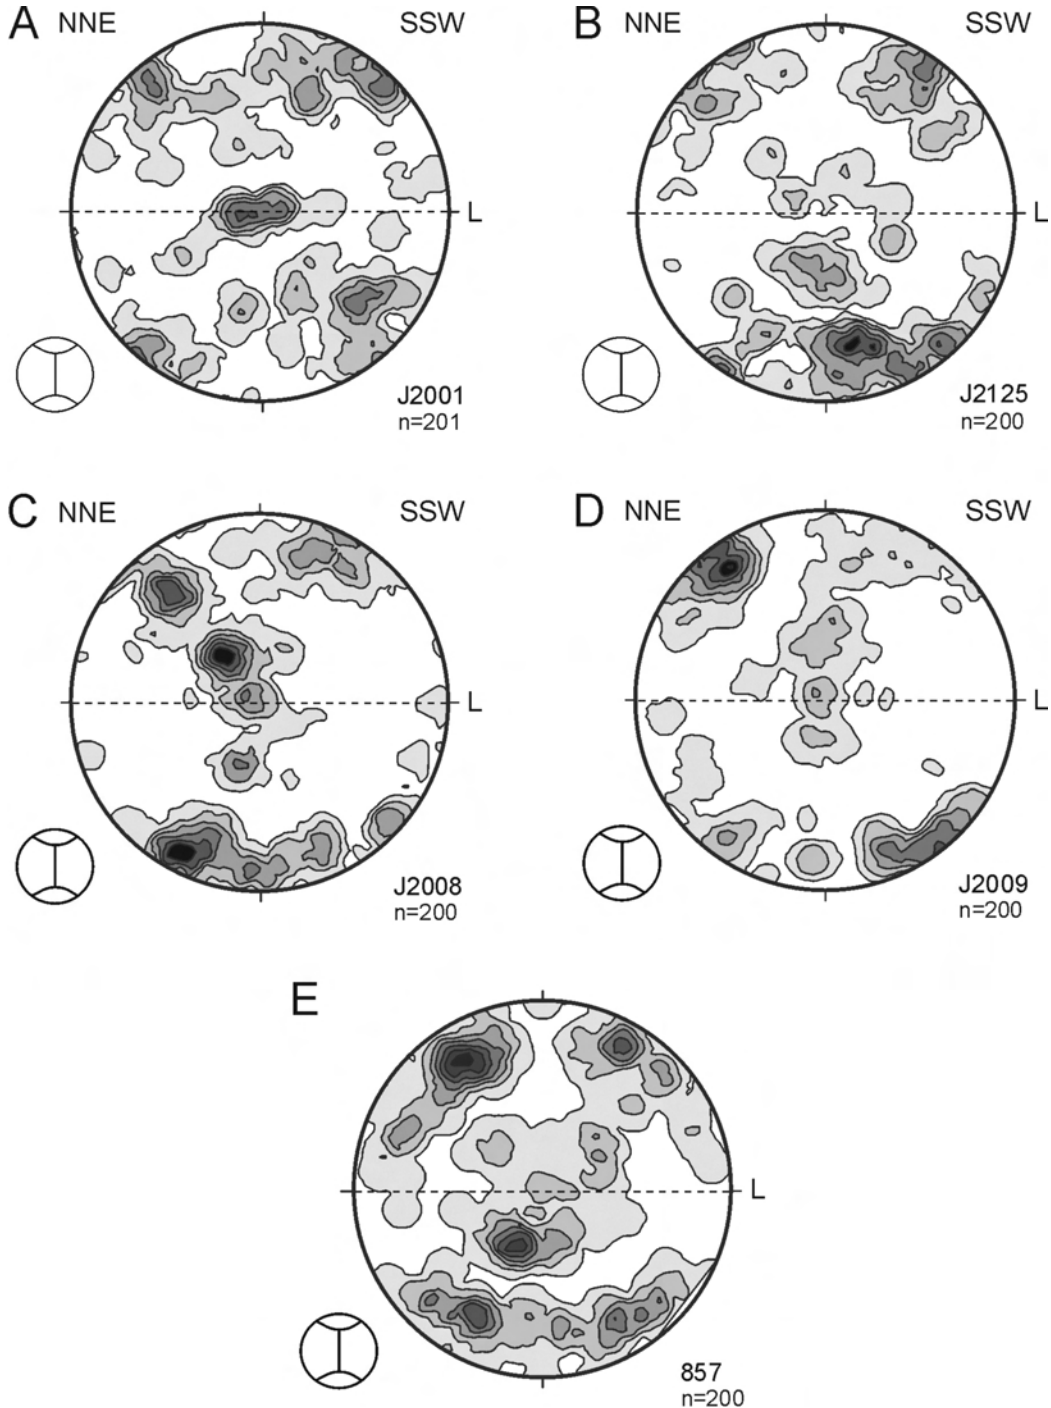 A NNE SSW
L
J2001
n=201
B NNE SSW
L
J2125
n=200
C NNE SSW
L
J2008
n=200
D NNE SSW
L
J2009
n=200
E
L
857
n=200